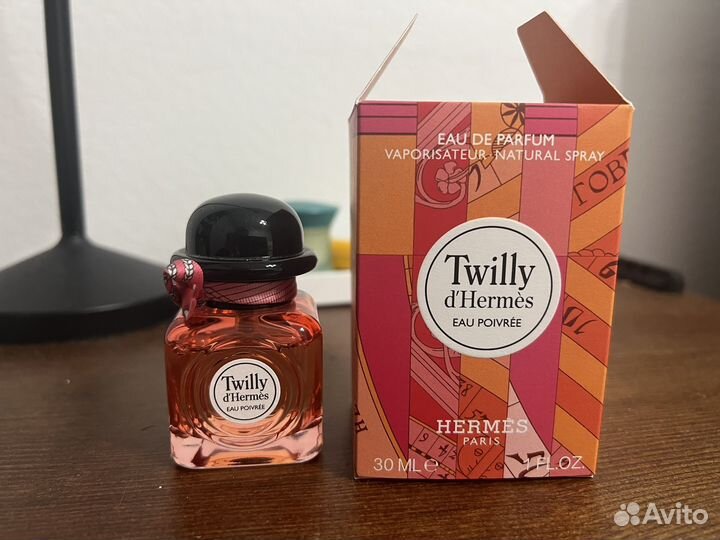 EAU DE PARFUM
VAPORISATEUR NATURAL SPRAY
Twilly
d'Hermès
EAU POIVRÉE
HERMÈS
PARIS
30 ML ℮ 1 FL.OZ.
Twilly
d'Hermès
EAU POIVRÉE
Avito